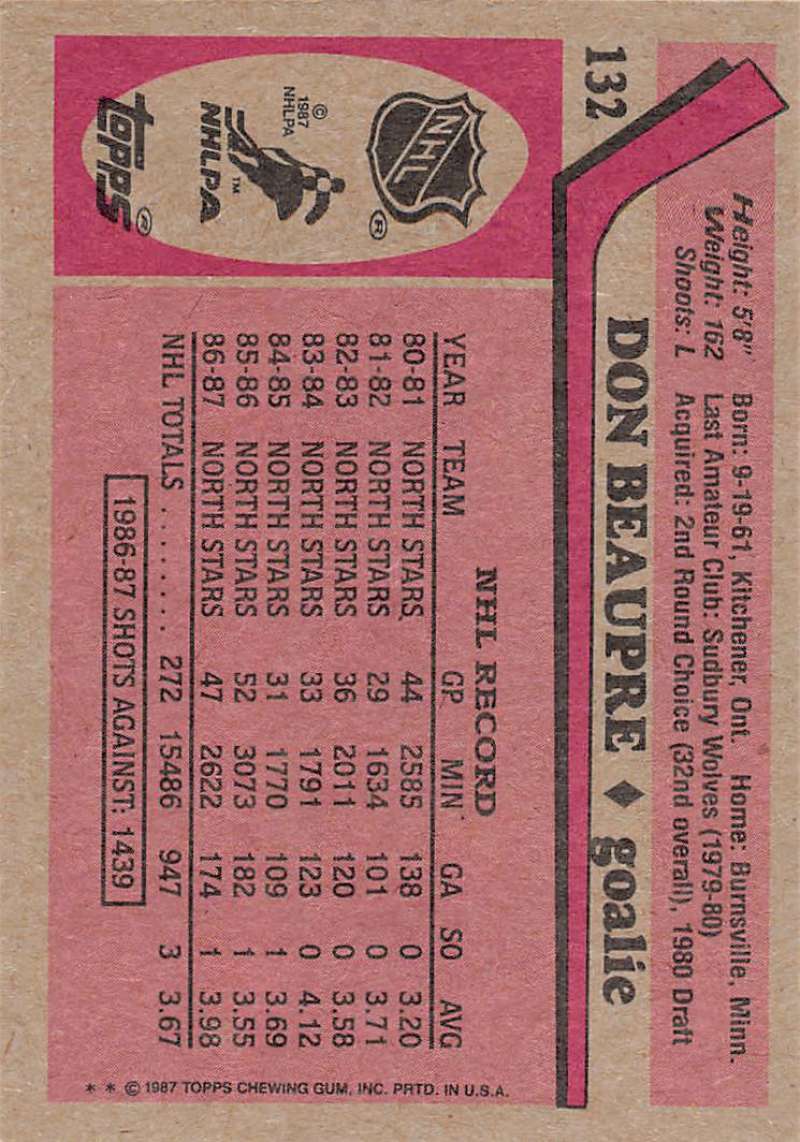 132
Height: 5'8" Born: 9-19-61, Kitchener, Ont. Home: Burnsville, Minn.
Weight: 162 Last Amateur Club: Sudbury Wolves (1979-80)
Shoots: L Acquired: 2nd Round Choice (32nd overall), 1980 Draft
DON BEAUPRE ♦ goalie
NHL
®
© 1987 NHLPA
NHLPA ™
topps ®
NHL RECORD
YEAR TEAM GP MIN GA SO AVG
80-81 NORTH STARS 44 2585 138 0 3.20
81-82 NORTH STARS 29 1634 101 0 3.71
82-83 NORTH STARS 36 2011 120 0 3.58
83-84 NORTH STARS 33 1791 123 0 4.12
84-85 NORTH STARS 31 1770 109 1 3.69
85-86 NORTH STARS 52 3073 182 1 3.55
86-87 NORTH STARS 47 2622 174 1 3.98
NHL TOTALS . . . . . . . . 272 15486 947 3 3.67
1986-87 SHOTS AGAINST: 1439
* * © 1987 TOPPS CHEWING GUM, INC. PRTD. IN U.S.A.